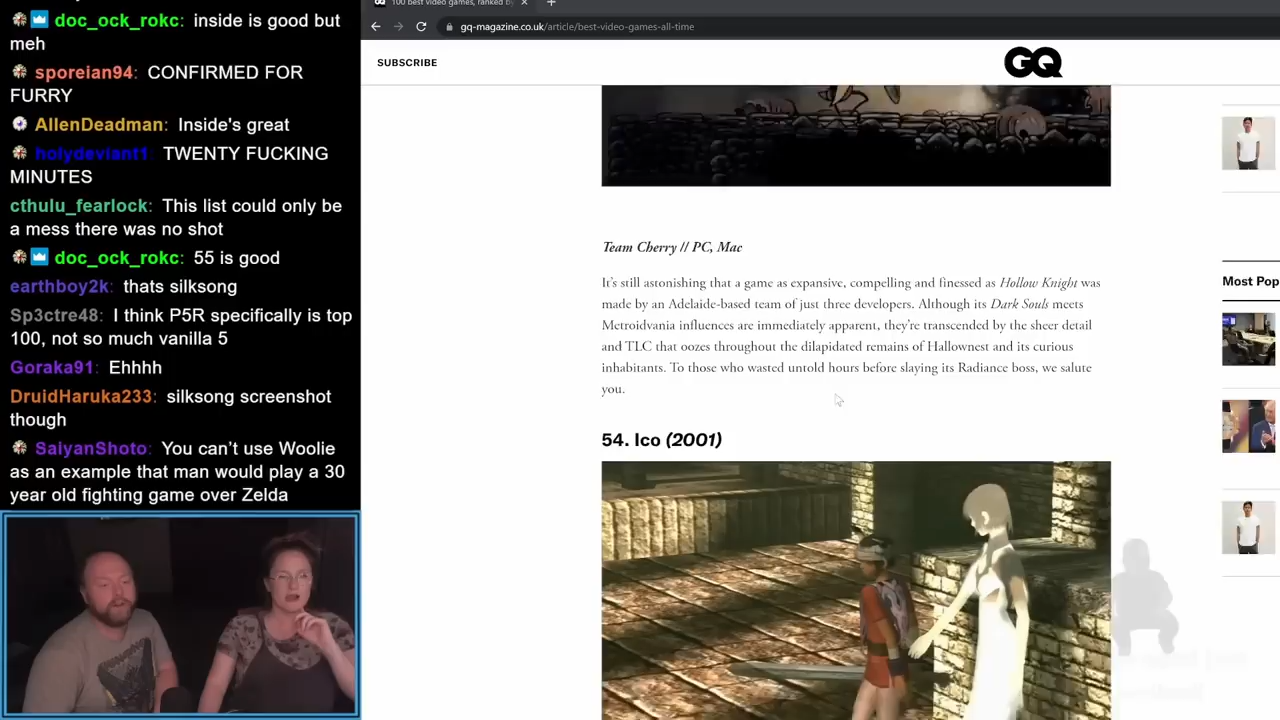 doc_ock_rokc: inside is good but
meh
sporeian94: CONFIRMED FOR
FURRY
AllenDeadman: Inside's great
holydeviant1: TWENTY FUCKING
MINUTES
cthulu_fearlock: This list could only be
a mess there was no shot
doc_ock_rokc: 55 is good
earthboy2k: thats silksong
Sp3ctre48: I think P5R specifically is top
100, not so much vanilla 5
Goraka91: Ehhhh
DruidHaruka233: silksong screenshot
though
SaiyanShoto: You can't use Woolie
as an example that man would play a 30
year old fighting game over Zelda
100 best video games, ranked by
gq-magazine.co.uk/article/best-video-games-all-time
SUBSCRIBE
GQ
Team Cherry // PC, Mac
It's still astonishing that a game as expansive, compelling and finessed as Hollow Knight was
made by an Adelaide-based team of just three developers. Although its Dark Souls meets
Metroidvania influences are immediately apparent, they're transcended by the sheer detail
and TLC that oozes throughout the dilapidated remains of Hallownest and its curious
inhabitants. To those who wasted untold hours before slaying its Radiance boss, we salute
you.
54. Ico (2001)
Most Pop